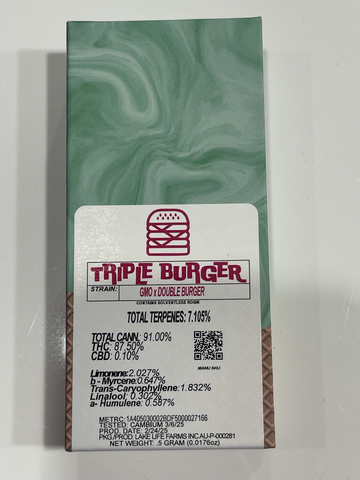 TRIPLE BURGER
STRAIN: GMO x DOUBLE BURGER
CONTAINS SOLVENTLESS ROSIN
TOTAL TERPENES: 7.105%
TOTAL CANN: 91.00%
THC: 87.50%
CBD: 0.10%
MANU SKU
Limonene: 2.027%
b - Myrcene: 0.647%
Trans-Caryophyllene: 1.832%
Linalool: 0.302%
a- Humulene: 0.587%
METRC: 1A405030002BDF5000027166
TESTED: CAMBIUM 3/6/25
PROD. DATE: 2/24/25
PKG/PROD: LAKE LIFE FARMS INC.AU-P-000281
NET WEIGHT: .5 GRAM (0.0176oz)